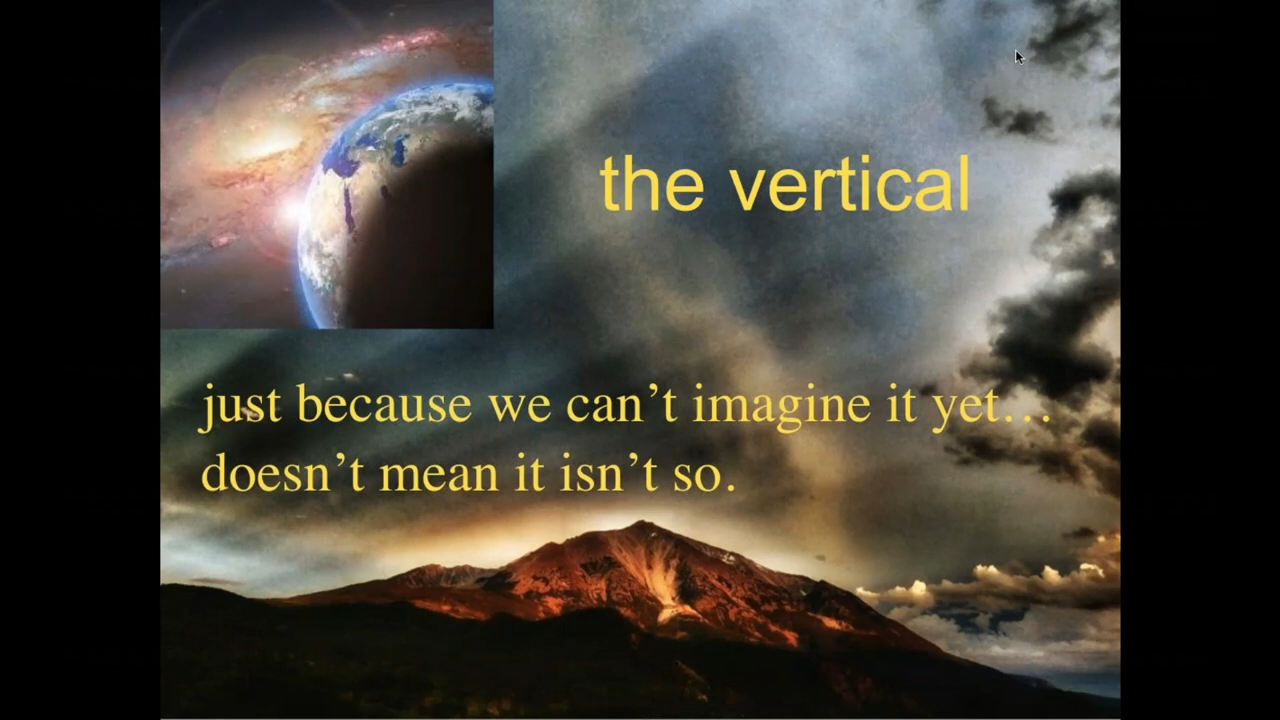 the vertical
just because we can’t imagine it yet…
doesn’t mean it isn’t so.